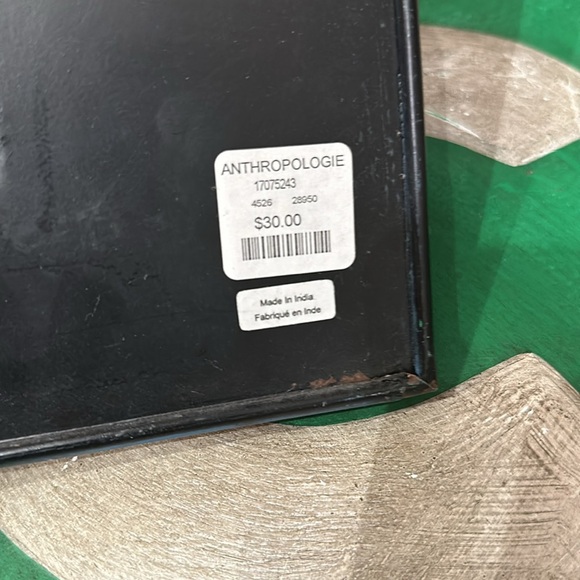 ANTHROPOLOGIE
17075243
4526 28950
$30.00
Made In India
Fabriqué en Inde